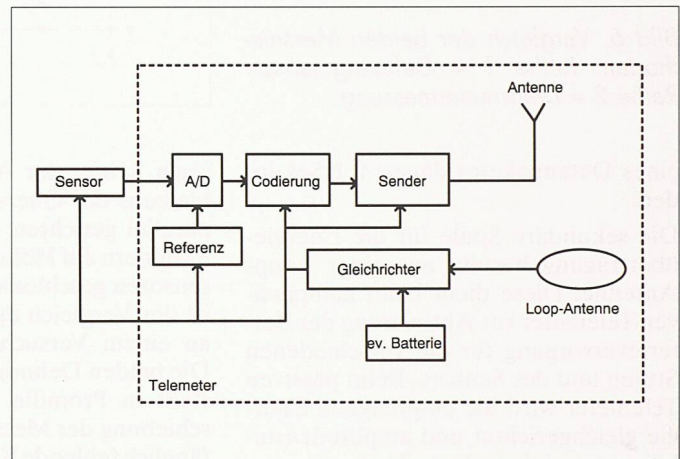 Antenne
Sensor
A/D
Codierung
Sender
Referenz
Gleichrichter
Loop-Antenne
ev. Batterie
Telemeter